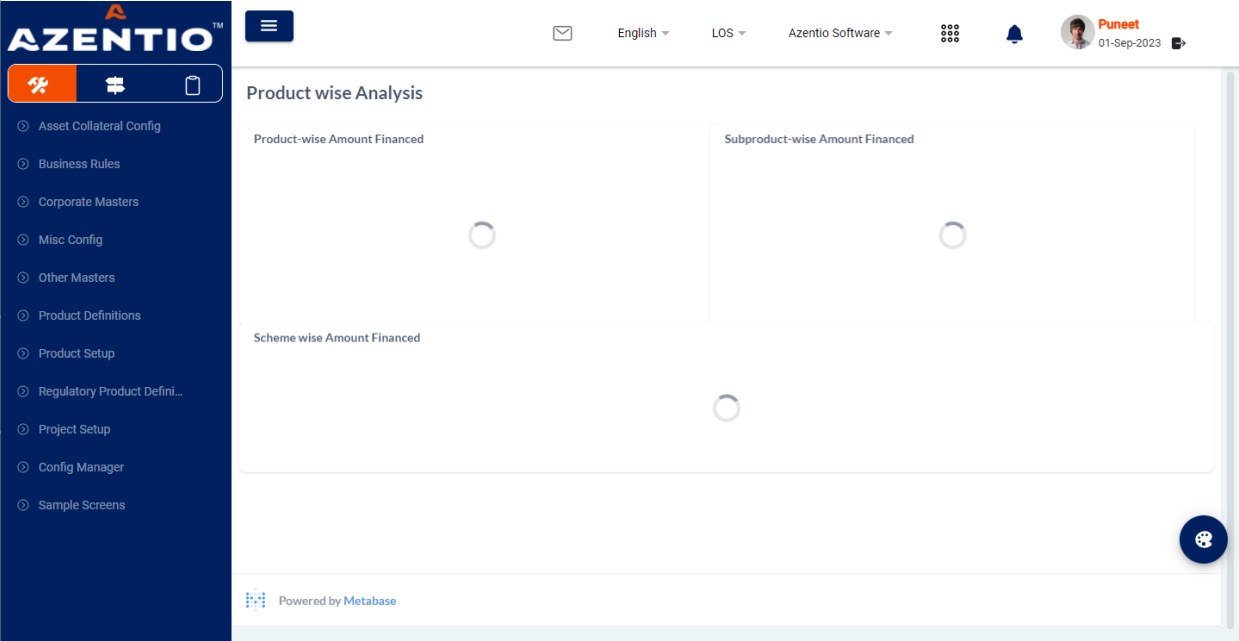 AZENTIO™
English
LOS
Azentio Software
Puneet
01-Sep-2023
Asset Collateral Config
Business Rules
Corporate Masters
Misc Config
Other Masters
Product Definitions
Product Setup
Regulatory Product Defini...
Project Setup
Config Manager
Sample Screens
Product wise Analysis
Product-wise Amount Financed
Subproduct-wise Amount Financed
Scheme wise Amount Financed
Powered by Metabase